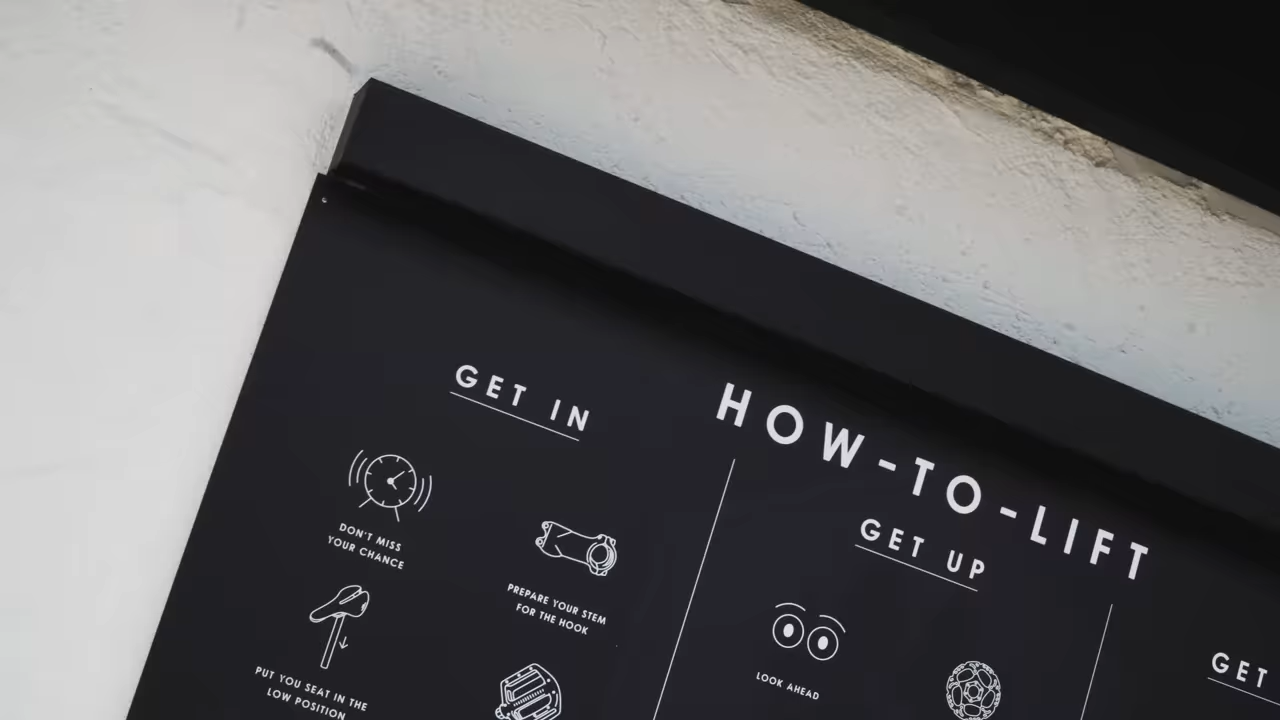 HOW-TO-LIFT
GET IN
DON'T MISS
YOUR CHANCE
PREPARE YOUR STEM
FOR THE HOOK
PUT YOU SEAT IN THE
LOW POSITION
GET UP
LOOK AHEAD
GET